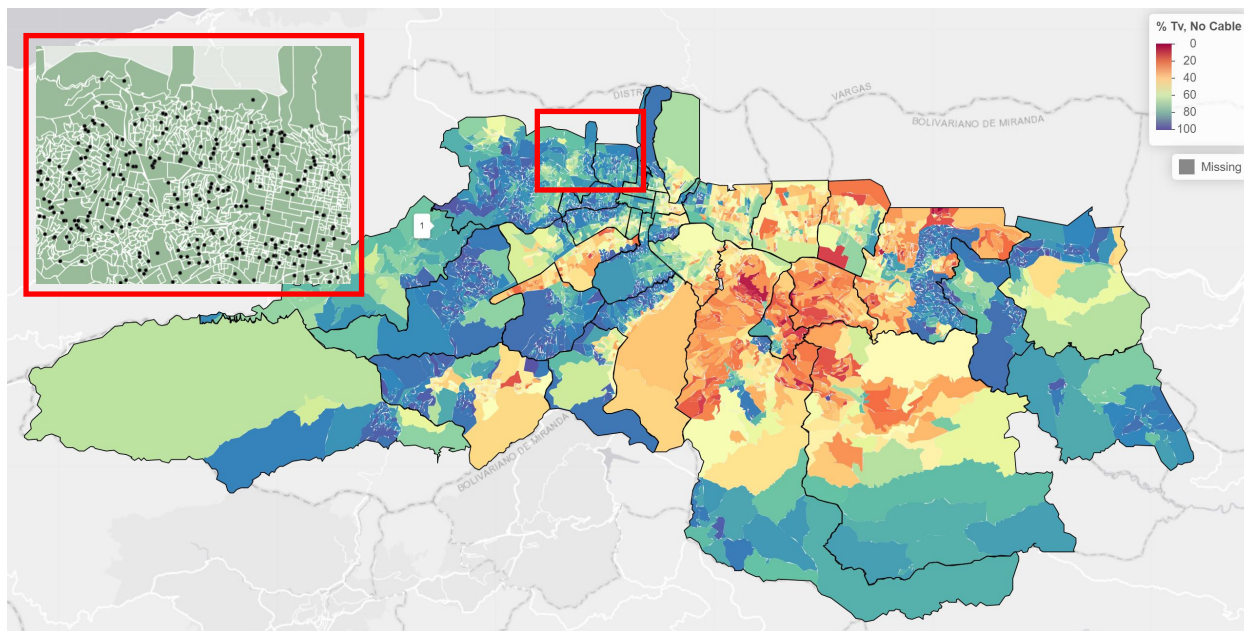 % Tv, No Cable
0
20
40
60
80
100
Missing
DISTR
VARGAS
BOLIVARIANO DE MIRANDA
1
BOLIVARIANO DE MIRANDA